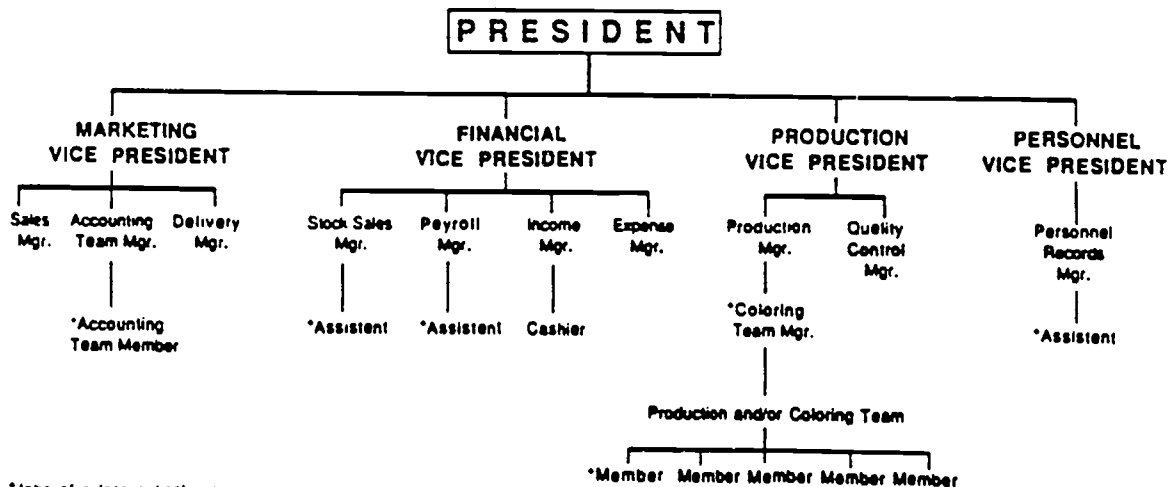 PRESIDENT
MARKETING
VICE PRESIDENT
FINANCIAL
VICE PRESIDENT
PRODUCTION
VICE PRESIDENT
PERSONNEL
VICE PRESIDENT
Sales
Mgr.
Accounting
Team Mgr.
Delivery
Mgr.
Stock Sales
Mgr.
Payroll
Mgr.
Income
Mgr.
Expense
Mgr.
Production
Mgr.
Quality
Control
Mgr.
Personnel
Records
Mgr.
*Accounting
Team Member
*Assistent
*Assistent
Cashier
*Coloring
Team Mgr.
*Assistent
Production and/or Coloring Team
*Member Member Member Member Member